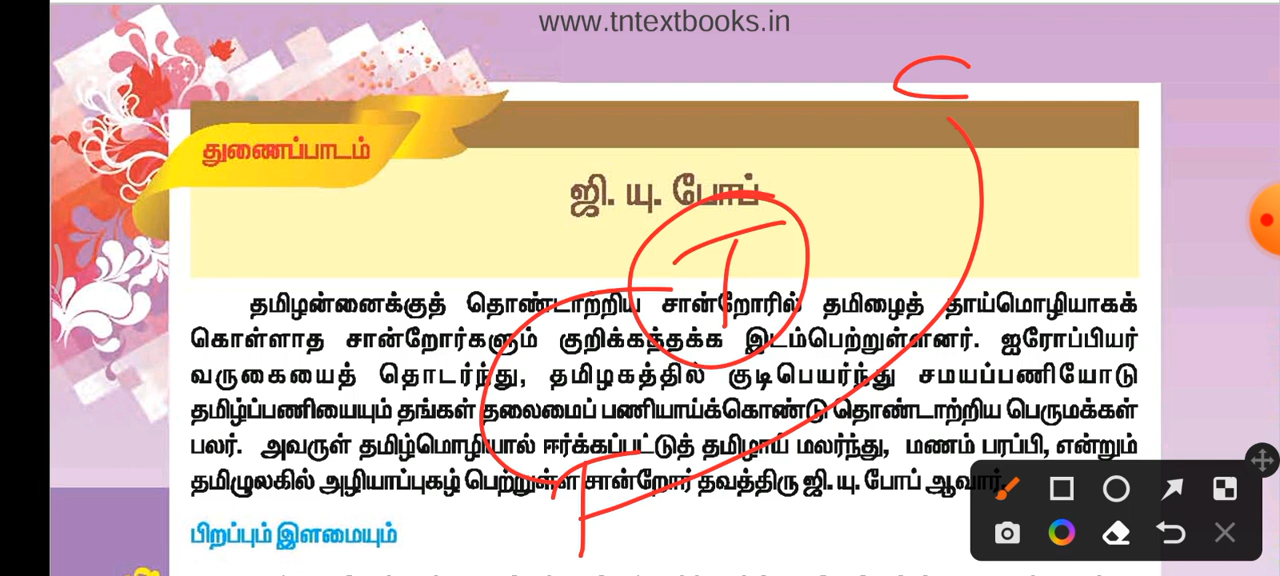 www.tntextbooks.in
துணைப்பாடம்
ஜி. யு. போப்
தமிழன்னைக்குத் தொண்டாற்றிய சான்றோரில் தமிழைத் தாய்மொழியாகக்
கொள்ளாத சான்றோர்களும் குறிக்கத்தக்க இடம்பெற்றுள்ளனர். ஐரோப்பியர்
வருகையைத் தொடர்ந்து, தமிழகத்தில் குடிபெயர்ந்து சமயப்பணியோடு
தமிழ்ப்பணியையும் தங்கள் தலைமைப் பணியாய்க்கொண்டு தொண்டாற்றிய பெருமக்கள்
பலர். அவருள் தமிழ்மொழியால் ஈர்க்கப்பட்டுத் தமிழாய் மலர்ந்து, மணம் பரப்பி, என்றும்
தமிழுலகில் அழியாப்புகழ் பெற்றுள்ள சான்றோர் தவத்திரு ஜி. யு. போப் ஆவார்.
பிறப்பும் இளமையும்